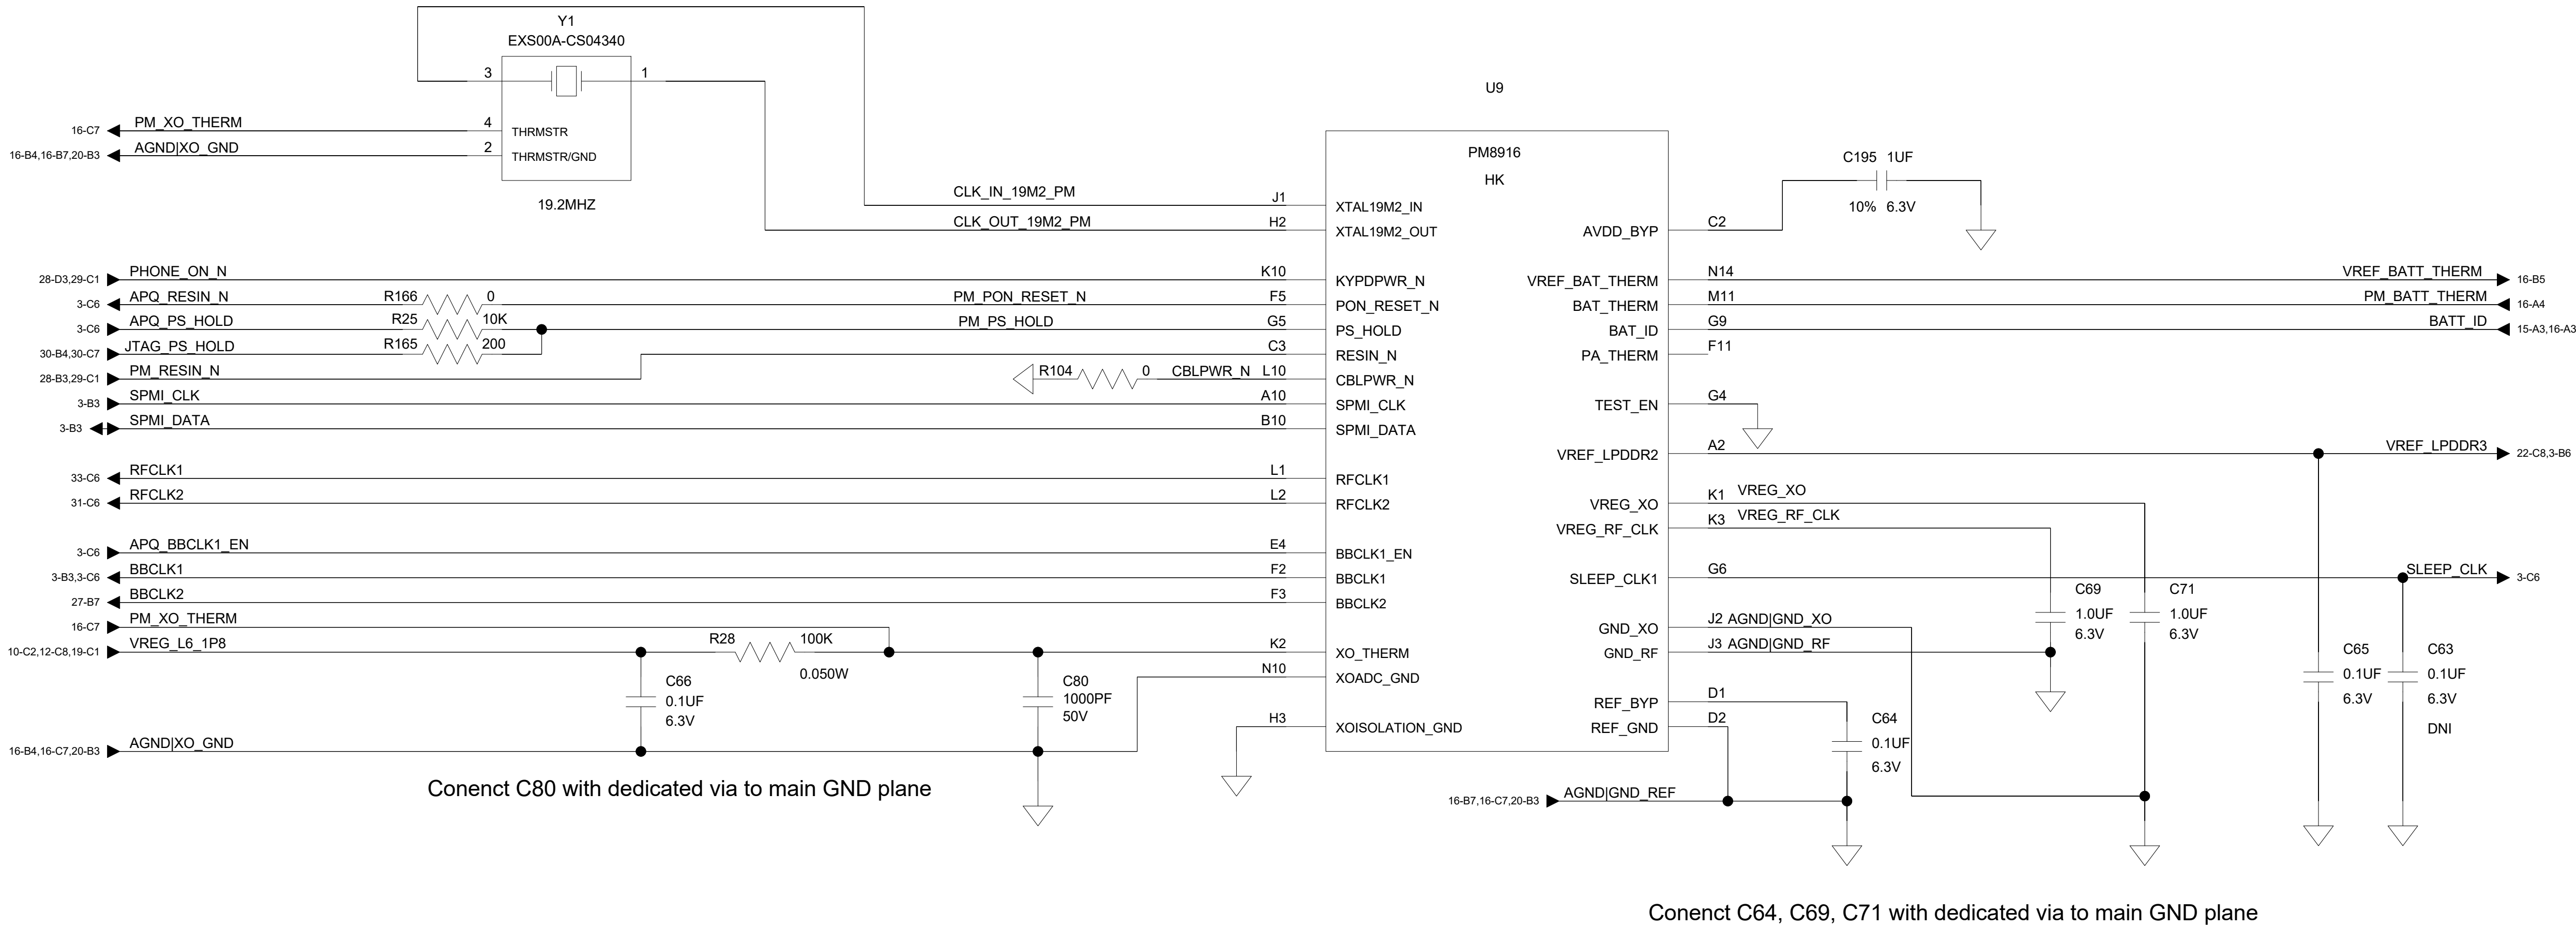 Y1
EXS00A-CS04340
3
1
4
THRMSTR
2
THRMSTR/GND
19.2MHZ
16-C7 PM_XO_THERM
16-B4,16-B7,20-B3 AGND|XO_GND
U9
PM8916
HK
CLK_IN_19M2_PM J1 XTAL19M2_IN
CLK_OUT_19M2_PM H2 XTAL19M2_OUT
28-D3,29-C1 PHONE_ON_N K10 KYPDPWR_N
3-C6 APQ_RESIN_N R166 0 PM_PON_RESET_N F5 PON_RESET_N
3-C6 APQ_PS_HOLD R25 10K PM_PS_HOLD G5 PS_HOLD
30-B4,30-C7 JTAG_PS_HOLD R165 200 C3 RESIN_N
28-B3,29-C1 PM_RESIN_N R104 0 CBLPWR_N L10 CBLPWR_N
3-B3 SPMI_CLK A10 SPMI_CLK
3-B3 SPMI_DATA B10 SPMI_DATA
33-C6 RFCLK1 L1 RFCLK1
31-C6 RFCLK2 L2 RFCLK2
3-C6 APQ_BBCLK1_EN E4 BBCLK1_EN
3-B3,3-C6 BBCLK1 F2 BBCLK1
27-B7 BBCLK2 F3 BBCLK2
16-C7 PM_XO_THERM
10-C2,12-C8,19-C1 VREG_L6_1P8 R28 100K K2 XO_THERM
0.050W
N10 XOADC_GND
C66
0.1UF
6.3V
C80
1000PF
50V
H3 XOISOLATION_GND
16-B4,16-C7,20-B3 AGND|XO_GND
Conenct C80 with dedicated via to main GND plane
C195 1UF
10% 6.3V
AVDD_BYP C2
VREF_BAT_THERM N14 VREF_BATT_THERM 16-B5
BAT_THERM M11 PM_BATT_THERM 16-A4
BAT_ID G9 BATT_ID 15-A3,16-A3
PA_THERM F11
TEST_EN G4
VREF_LPDDR2 A2 VREF_LPDDR3 22-C8,3-B6
VREG_XO K1 VREG_XO
VREG_RF_CLK K3 VREG_RF_CLK
SLEEP_CLK1 G6 SLEEP_CLK 3-C6
GND_XO J2 AGND|GND_XO
GND_RF J3 AGND|GND_RF
REF_BYP D1
REF_GND D2
C69
1.0UF
6.3V
C71
1.0UF
6.3V
C65
0.1UF
6.3V
C63
0.1UF
6.3V
DNI
C64
0.1UF
6.3V
16-B7,16-C7,20-B3 AGND|GND_REF
Conenct C64, C69, C71 with dedicated via to main GND plane